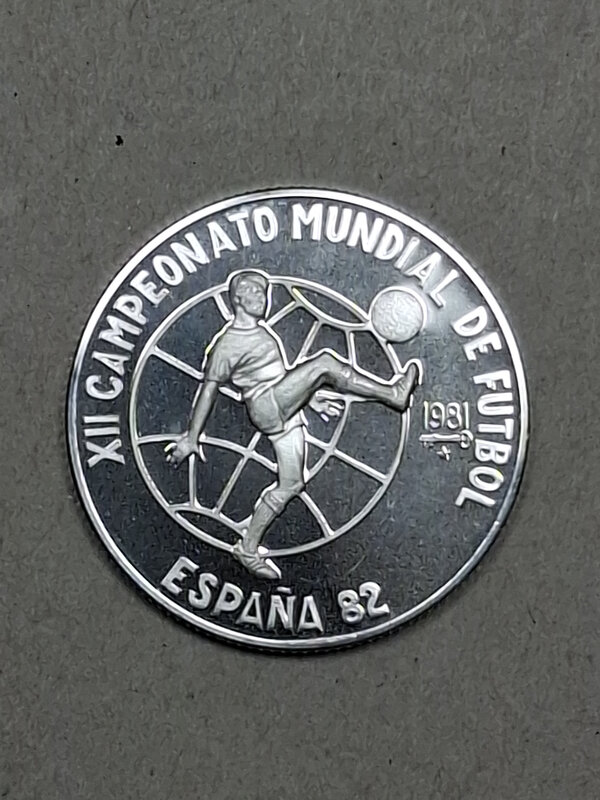 XII CAMPEONATO MUNDIAL DE FUTBOL
1981
ESPAÑA 82